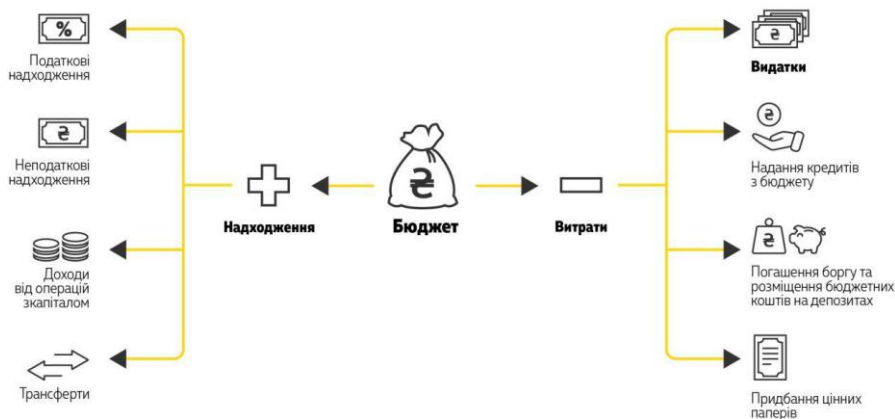 %
Податкові
надходження
₴
Неподаткові
надходження
Доходи
від операцій
зкапіталом
Трансферти
Надходження
₴
Бюджет
Витрати
₴
Видатки
₴
Надання кредитів
з бюджету
₴
Погашення боргу та
розміщення бюджетних
коштів на депозитах
Придбання цінних
паперів